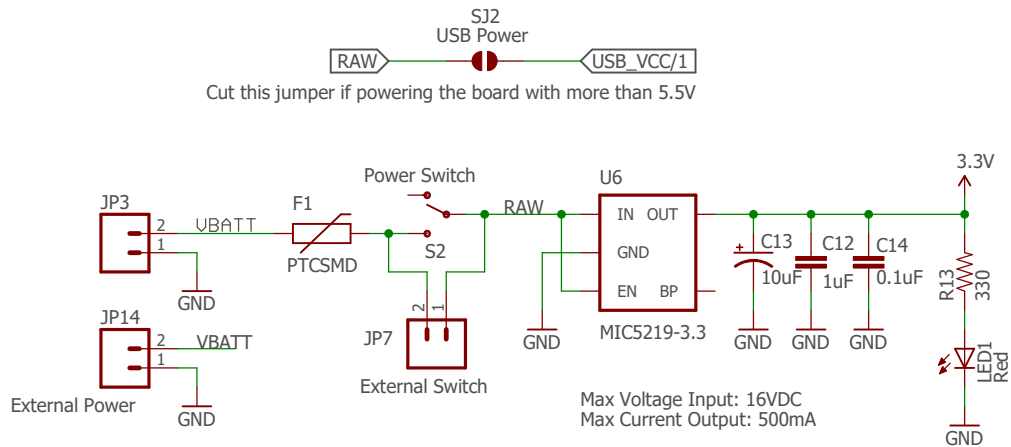 SJ2
USB Power
RAW
USB_VCC/1
Cut this jumper if powering the board with more than 5.5V
3.3V
Power Switch
U6
JP3
F1
RAW
IN OUT
2
VBATT
1
PTCSMD
S2
GND
C13
C12
C14
10uF
1uF
0.1uF
R13
330
GND
EN BP
JP14
2
1
JP7
GND
MIC5219-3.3
GND
GND
GND
2
VBATT
1
External Switch
LED1
Red
External Power
GND
Max Voltage Input: 16VDC
Max Current Output: 500mA
GND